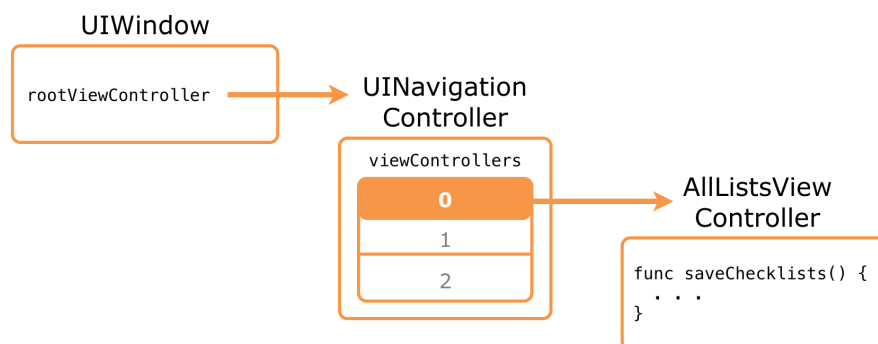 UIWindow
rootViewController
UINavigation
Controller
viewControllers
0
1
2
AllListsView
Controller
func saveChecklists() {
. . .
}